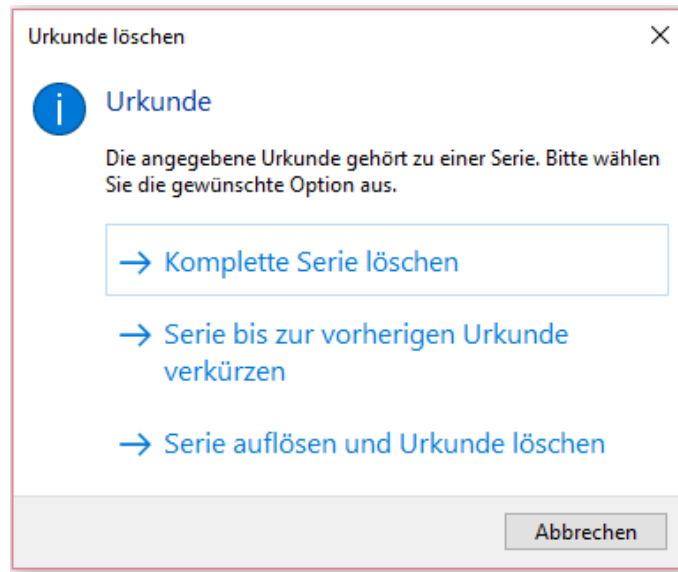 Urkunde löschen
Urkunde
Die angegebene Urkunde gehört zu einer Serie. Bitte wählen
Sie die gewünschte Option aus.
Komplette Serie löschen
Serie bis zur vorherigen Urkunde
verkürzen
Serie auflösen und Urkunde löschen
Abbrechen